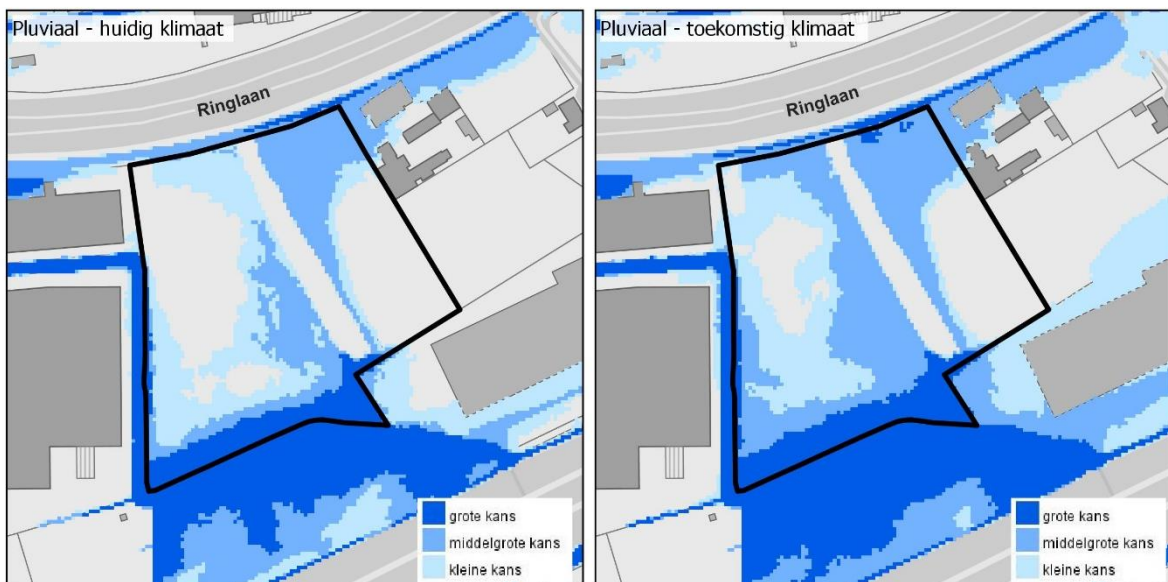 Pluviaal - huidig klimaat
Ringlaan
grote kans
middelgrote kans
kleine kans
Pluviaal - toekomstig klimaat
Ringlaan
grote kans
middelgrote kans
kleine kans